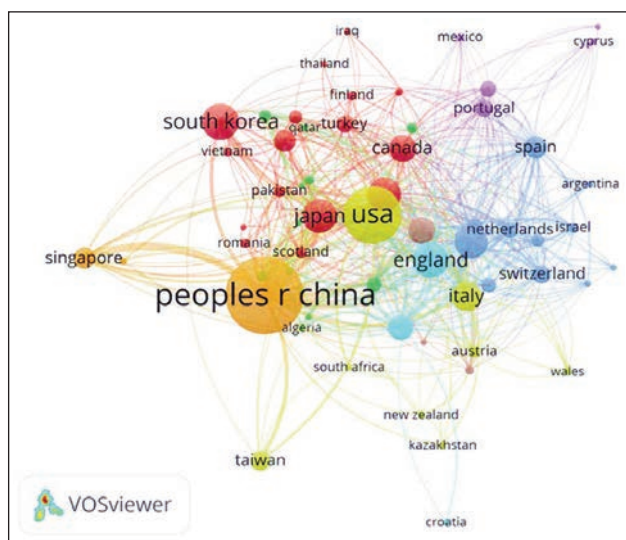 iraq
mexico
cyprus
thailand
finland
portugal
south korea
qatar
turkey
vietnam
canada
spain
pakistan
argentina
japan
usa
romania
scotland
netherlands
israel
singapore
england
switzerland
peoples r china
italy
algeria
austria
south africa
wales
new zealand
kazakhstan
taiwan
VOSviewer
croatia